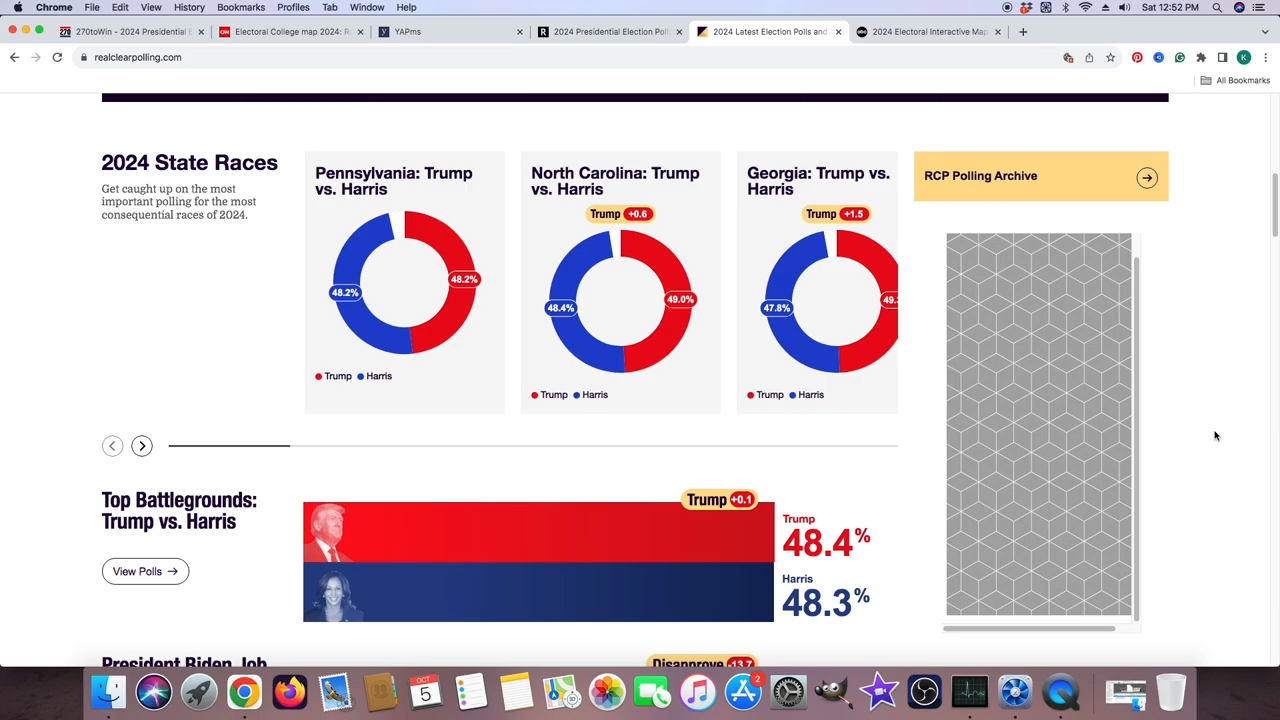 Chrome File Edit View History Bookmarks Profiles Tab Window Help Sat 12:52 PM
270toWin - 2024 Presidential E Electoral College map 2024: R YAPms 2024 Presidential Election Poll 2024 Latest Election Polls and 2024 Electoral Interactive Map
realclearpolling.com
All Bookmarks
2024 State Races
Get caught up on the most
important polling for the most
consequential races of 2024.
Pennsylvania: Trump
vs. Harris
48.2%
48.2%
Trump Harris
North Carolina: Trump
vs. Harris
Trump +0.6
49.0%
48.4%
Trump Harris
Georgia: Trump vs.
Harris
Trump +1.5
47.8%
Trump Harris
RCP Polling Archive
Top Battlegrounds:
Trump vs. Harris
View Polls
Trump +0.1
Trump
48.4%
Harris
48.3%
President Biden Job
Disapprove -13.7
OCT
5
2